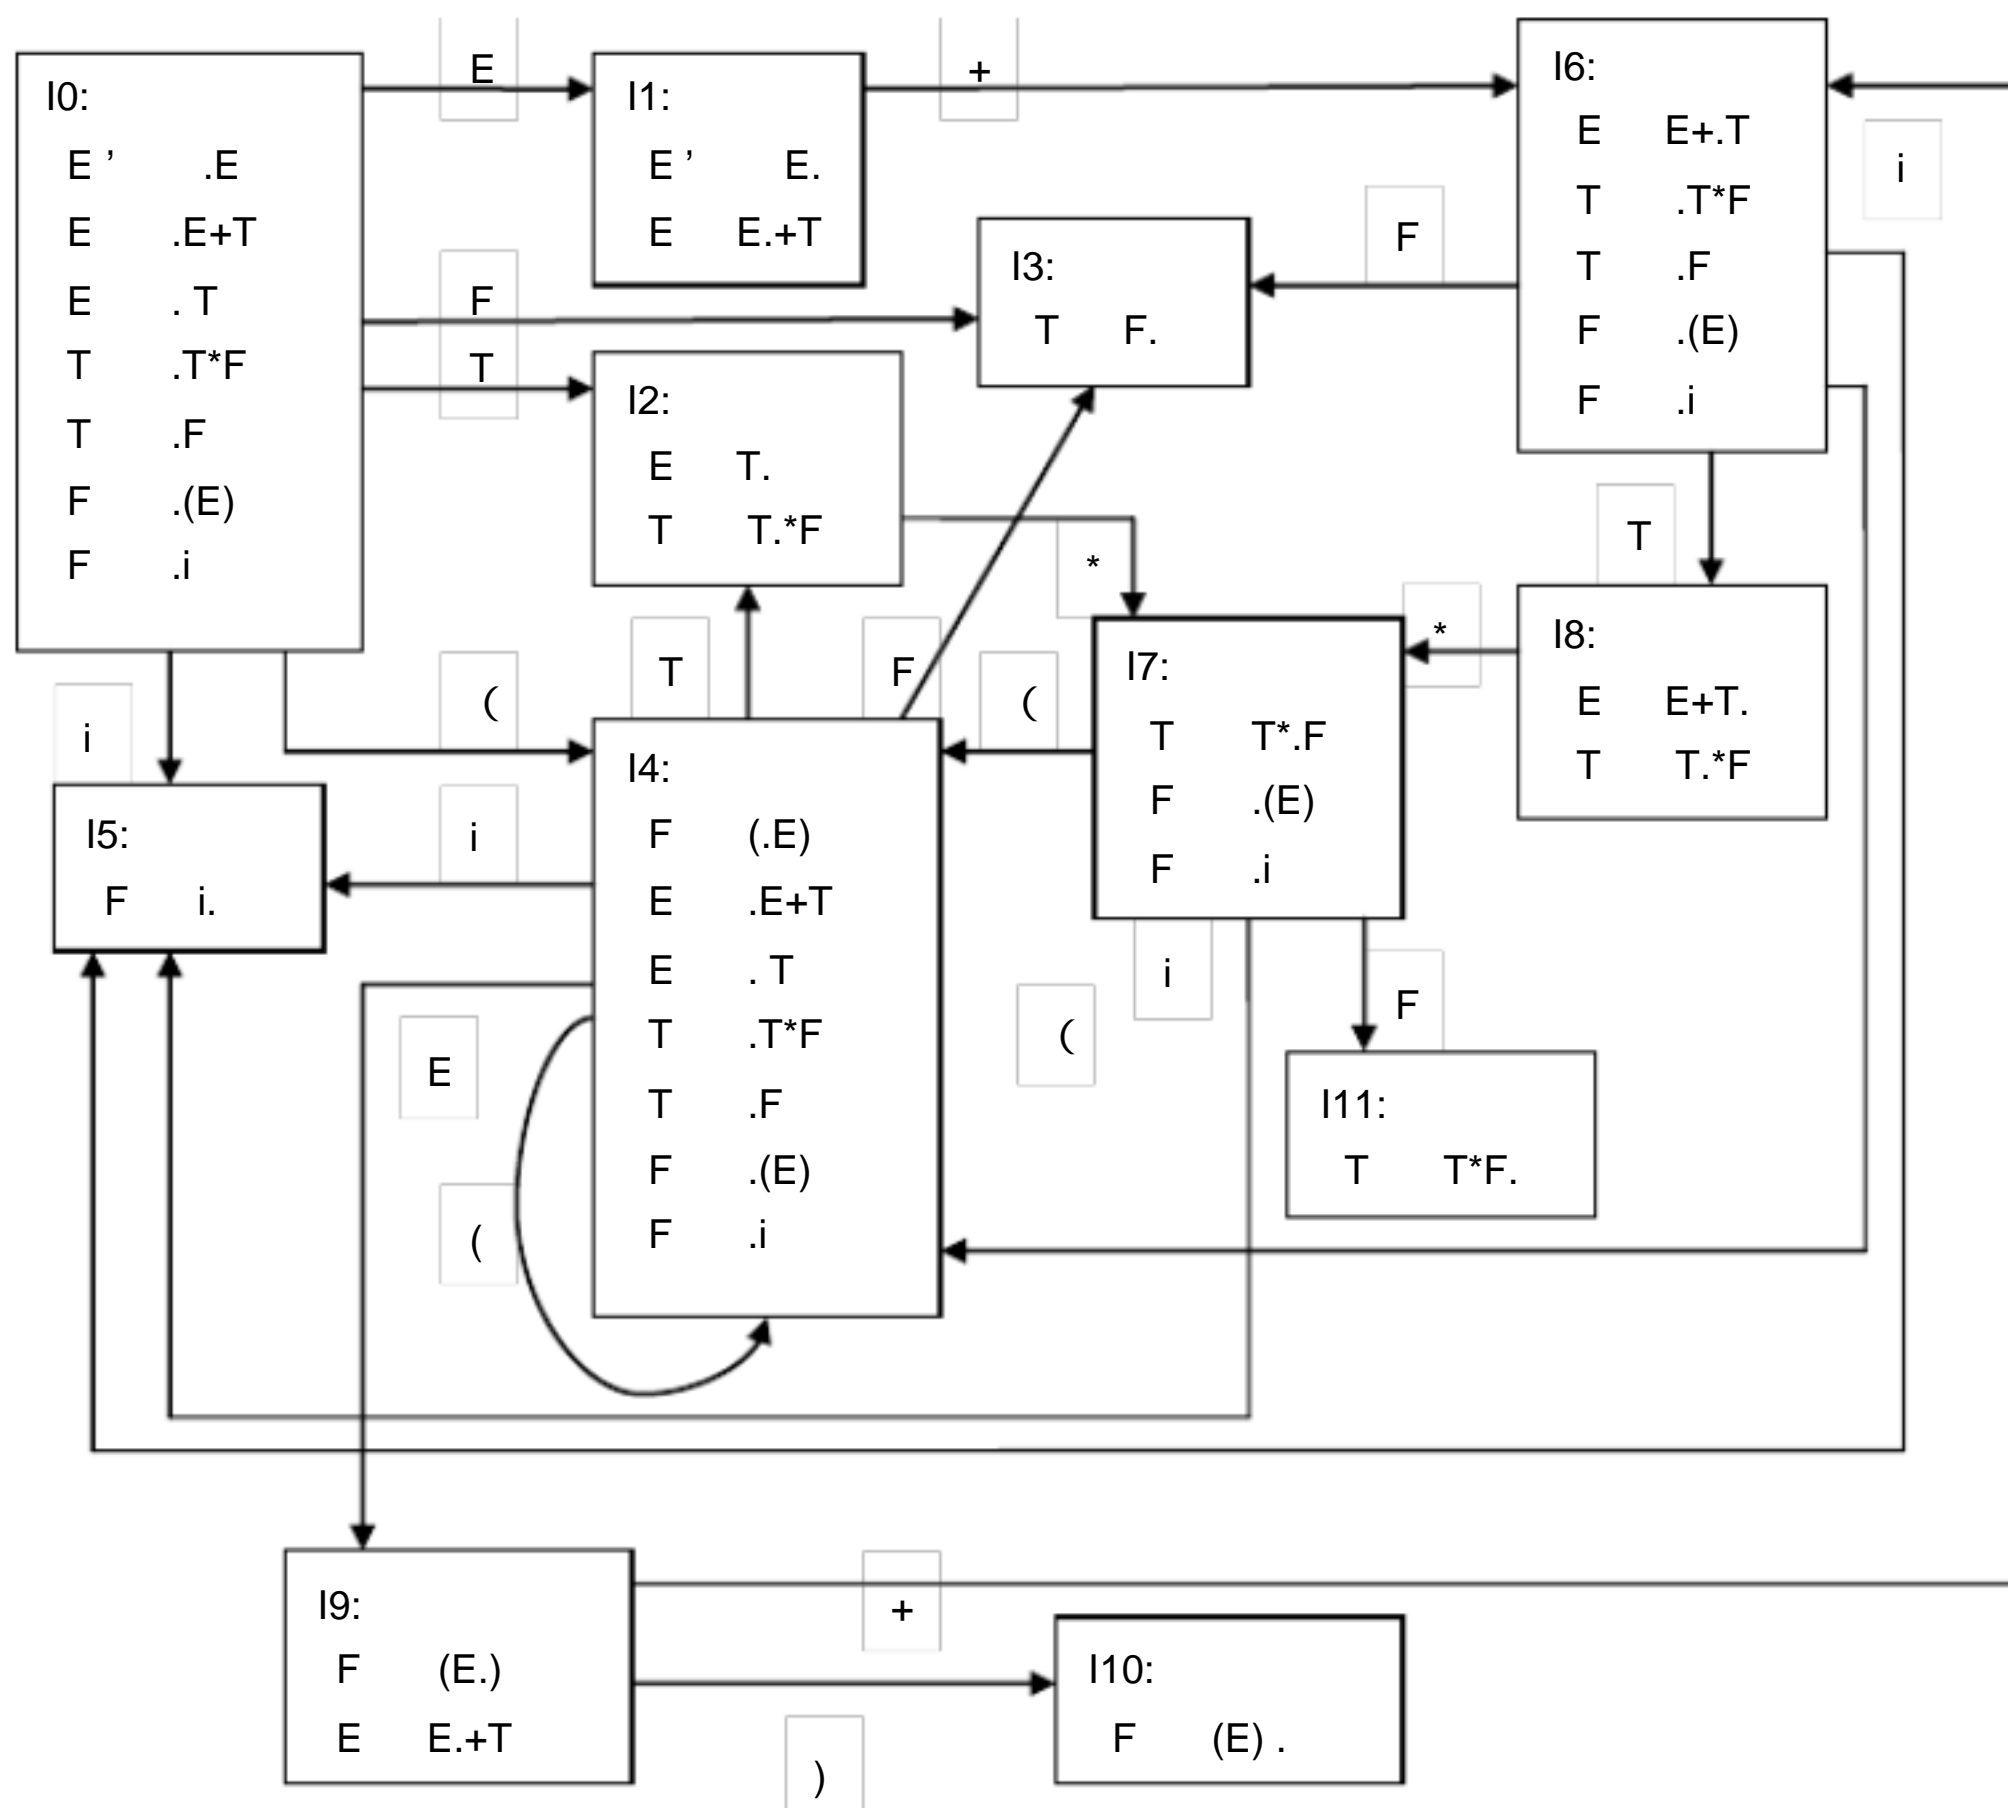 E
+
I0:
E ’ .E
E .E+T
E . T
T .T*F
T .F
F .(E)
F .i
I1:
E ’ E.
E E.+T
I6:
E E+.T
T .T*F
T .F
F .(E)
F .i
i
F
T
I3:
T F.
F
I2:
E T.
T T.*F
*
T
*
I8:
E E+T.
T T.*F
i
(
T
F
(
I7:
T T*.F
F .(E)
F .i
I5:
F i.
i
I4:
F (.E)
E .E+T
E . T
T .T*F
T .F
F .(E)
F .i
E
(
(
i
F
I11:
T T*F.
I9:
F (E.)
E E.+T
+
)
I10:
F (E) .